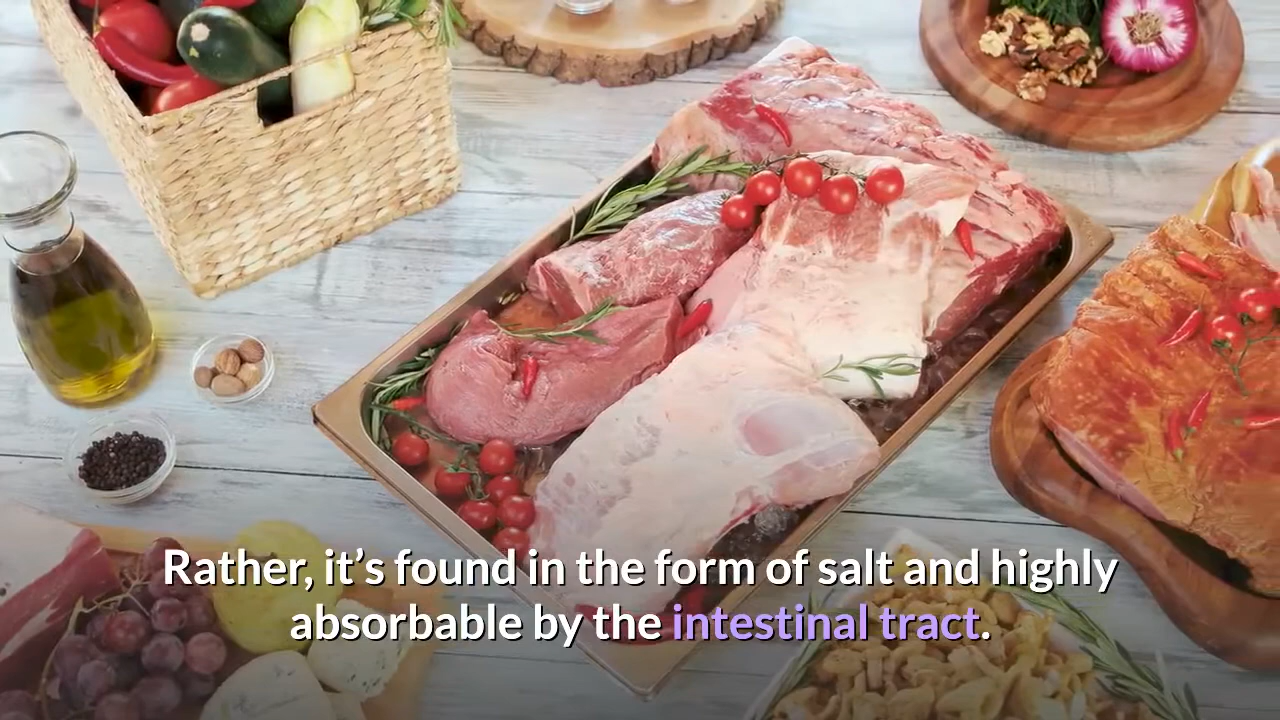 Rather, it’s found in the form of salt and highly
absorbable by the intestinal tract.